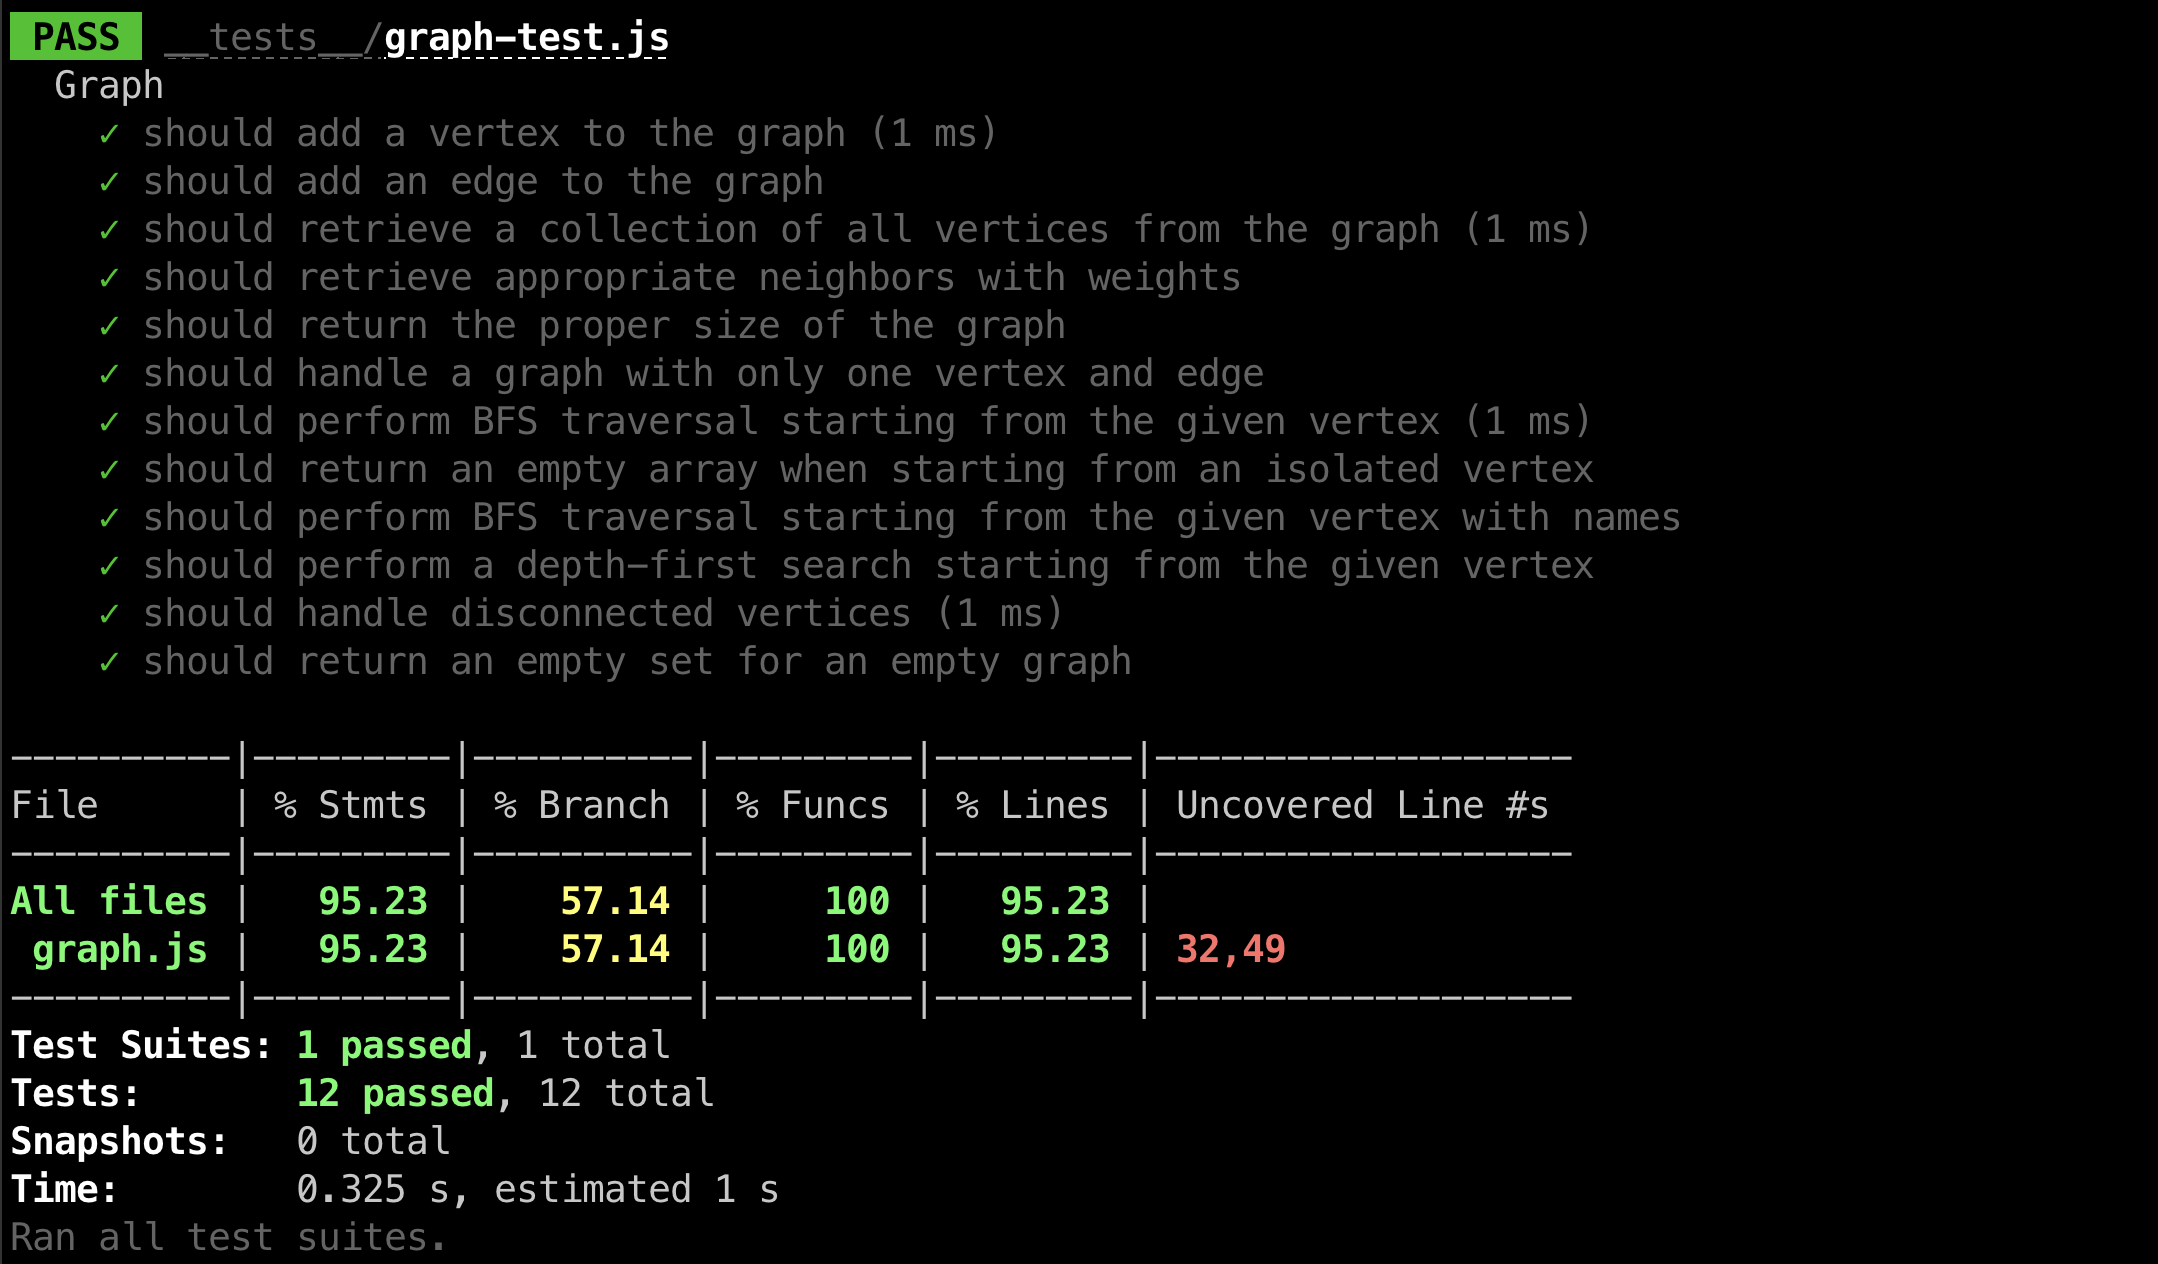 PASS __tests__/graph-test.js
Graph
✓ should add a vertex to the graph (1 ms)
✓ should add an edge to the graph
✓ should retrieve a collection of all vertices from the graph (1 ms)
✓ should retrieve appropriate neighbors with weights
✓ should return the proper size of the graph
✓ should handle a graph with only one vertex and edge
✓ should perform BFS traversal starting from the given vertex (1 ms)
✓ should return an empty array when starting from an isolated vertex
✓ should perform BFS traversal starting from the given vertex with names
✓ should perform a depth-first search starting from the given vertex
✓ should handle disconnected vertices (1 ms)
✓ should return an empty set for an empty graph
----------|---------|----------|---------|---------|-------------------
File      | % Stmts | % Branch | % Funcs | % Lines | Uncovered Line #s
----------|---------|----------|---------|---------|-------------------
All files |   95.23 |    57.14 |     100 |   95.23 |
 graph.js |   95.23 |    57.14 |     100 |   95.23 | 32,49
----------|---------|----------|---------|---------|-------------------
Test Suites: 1 passed, 1 total
Tests:       12 passed, 12 total
Snapshots:   0 total
Time:        0.325 s, estimated 1 s
Ran all test suites.